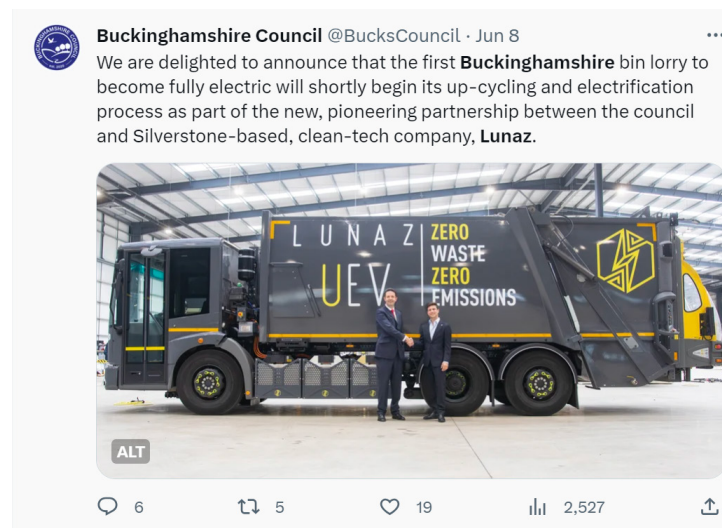 Buckinghamshire Council @BucksCouncil · Jun 8 ...
We are delighted to announce that the first Buckinghamshire bin lorry to
become fully electric will shortly begin its up-cycling and electrification
process as part of the new, pioneering partnership between the council
and Silverstone-based, clean-tech company, Lunaz.
LUNAZ
UEV
ZERO
WASTE
ZERO
EMISSIONS
ALT
6 5 19 2,527